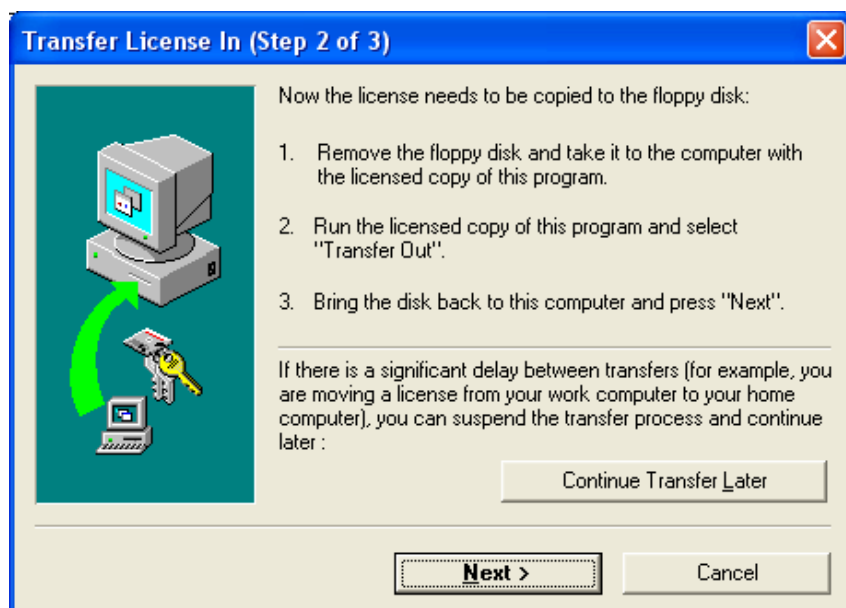 Transfer License In (Step 2 of 3)
Now the license needs to be copied to the floppy disk:
1. Remove the floppy disk and take it to the computer with
the licensed copy of this program.
2. Run the licensed copy of this program and select
"Transfer Out".
3. Bring the disk back to this computer and press "Next".
If there is a significant delay between transfers (for example, you
are moving a license from your work computer to your home
computer), you can suspend the transfer process and continue
later :
Continue Transfer Later
Next >
Cancel